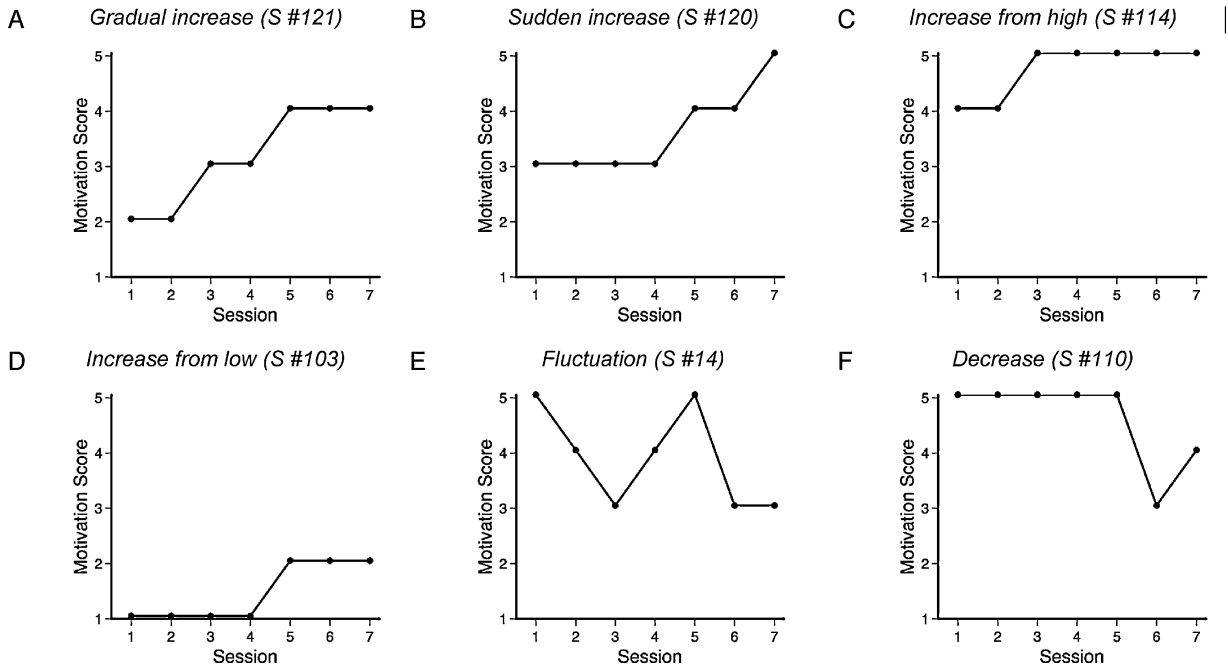 A
Gradual increase (S #121)
Motivation Score
5
4
3
2
1
1 2 3 4 5 6 7
Session
B
Sudden increase (S #120)
Motivation Score
5
4
3
2
1
1 2 3 4 5 6 7
Session
C
Increase from high (S #114)
Motivation Score
5
4
3
2
1
1 2 3 4 5 6 7
Session
D
Increase from low (S #103)
Motivation Score
5
4
3
2
1
1 2 3 4 5 6 7
Session
E
Fluctuation (S #14)
Motivation Score
5
4
3
2
1
1 2 3 4 5 6 7
Session
F
Decrease (S #110)
Motivation Score
5
4
3
2
1
1 2 3 4 5 6 7
Session